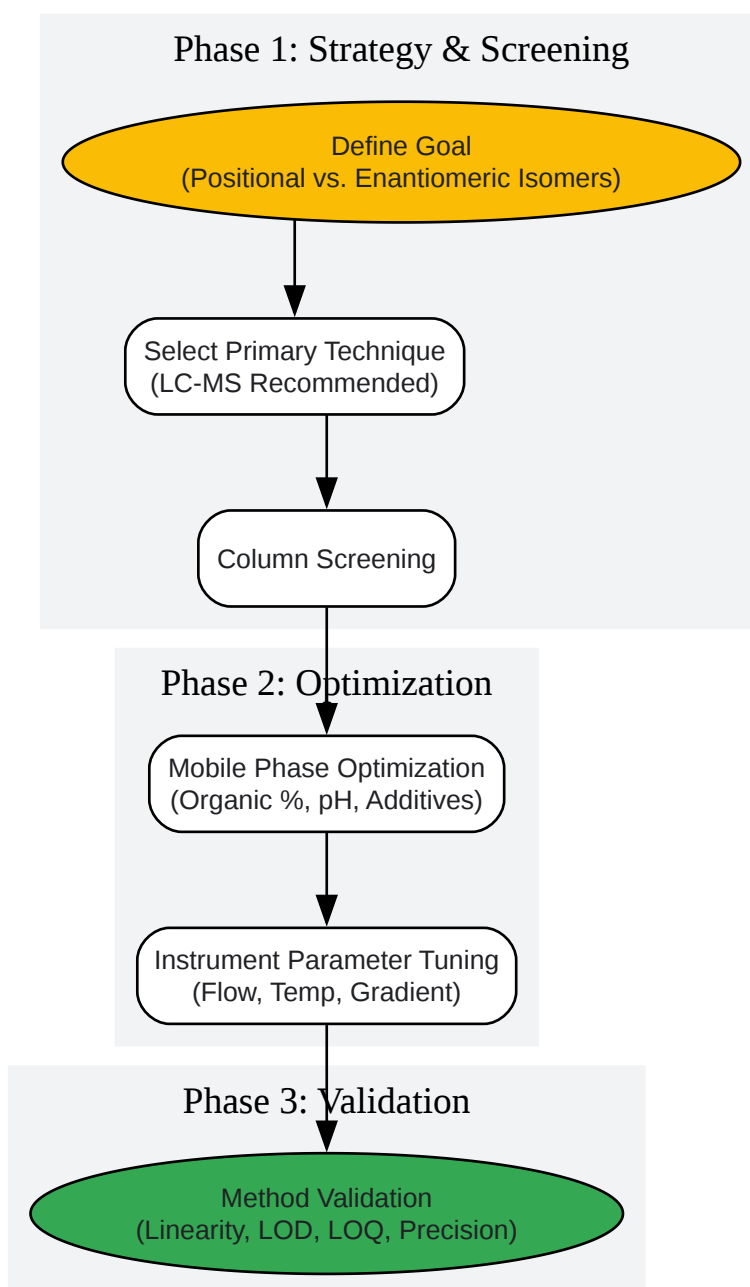 Phase 1: Strategy & Screening
Define Goal
(Positional vs. Enantiomeric Isomers)
Select Primary Technique
(LC-MS Recommended)
Column Screening
Phase 2: Optimization
Mobile Phase Optimization
(Organic %, pH, Additives)
Instrument Parameter Tuning
(Flow, Temp, Gradient)
Phase 3: Validation
Method Validation
(Linearity, LOD, LOQ, Precision)